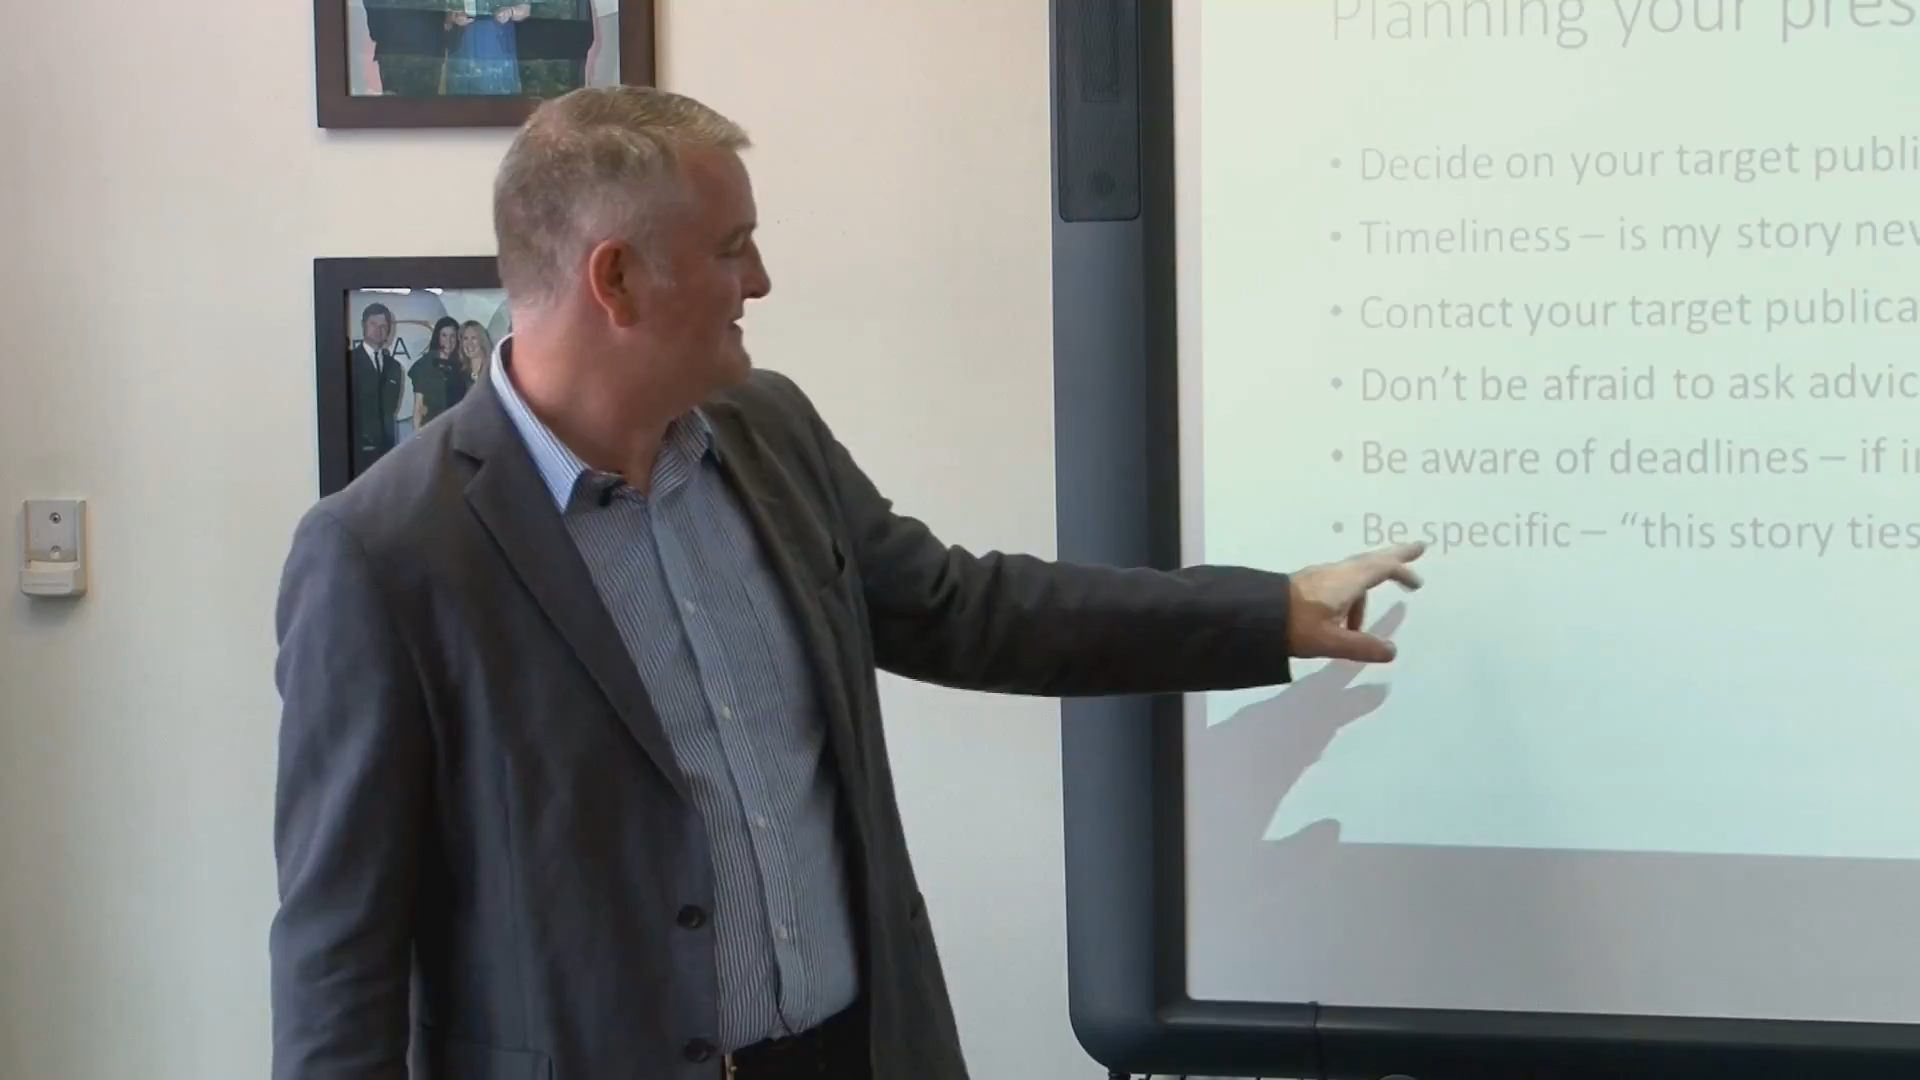 Planning your pres
• Decide on your target publi
• Timeliness – is my story nev
• Contact your target publica
• Don’t be afraid to ask advic
• Be aware of deadlines – if i
• Be specific – “this story ties